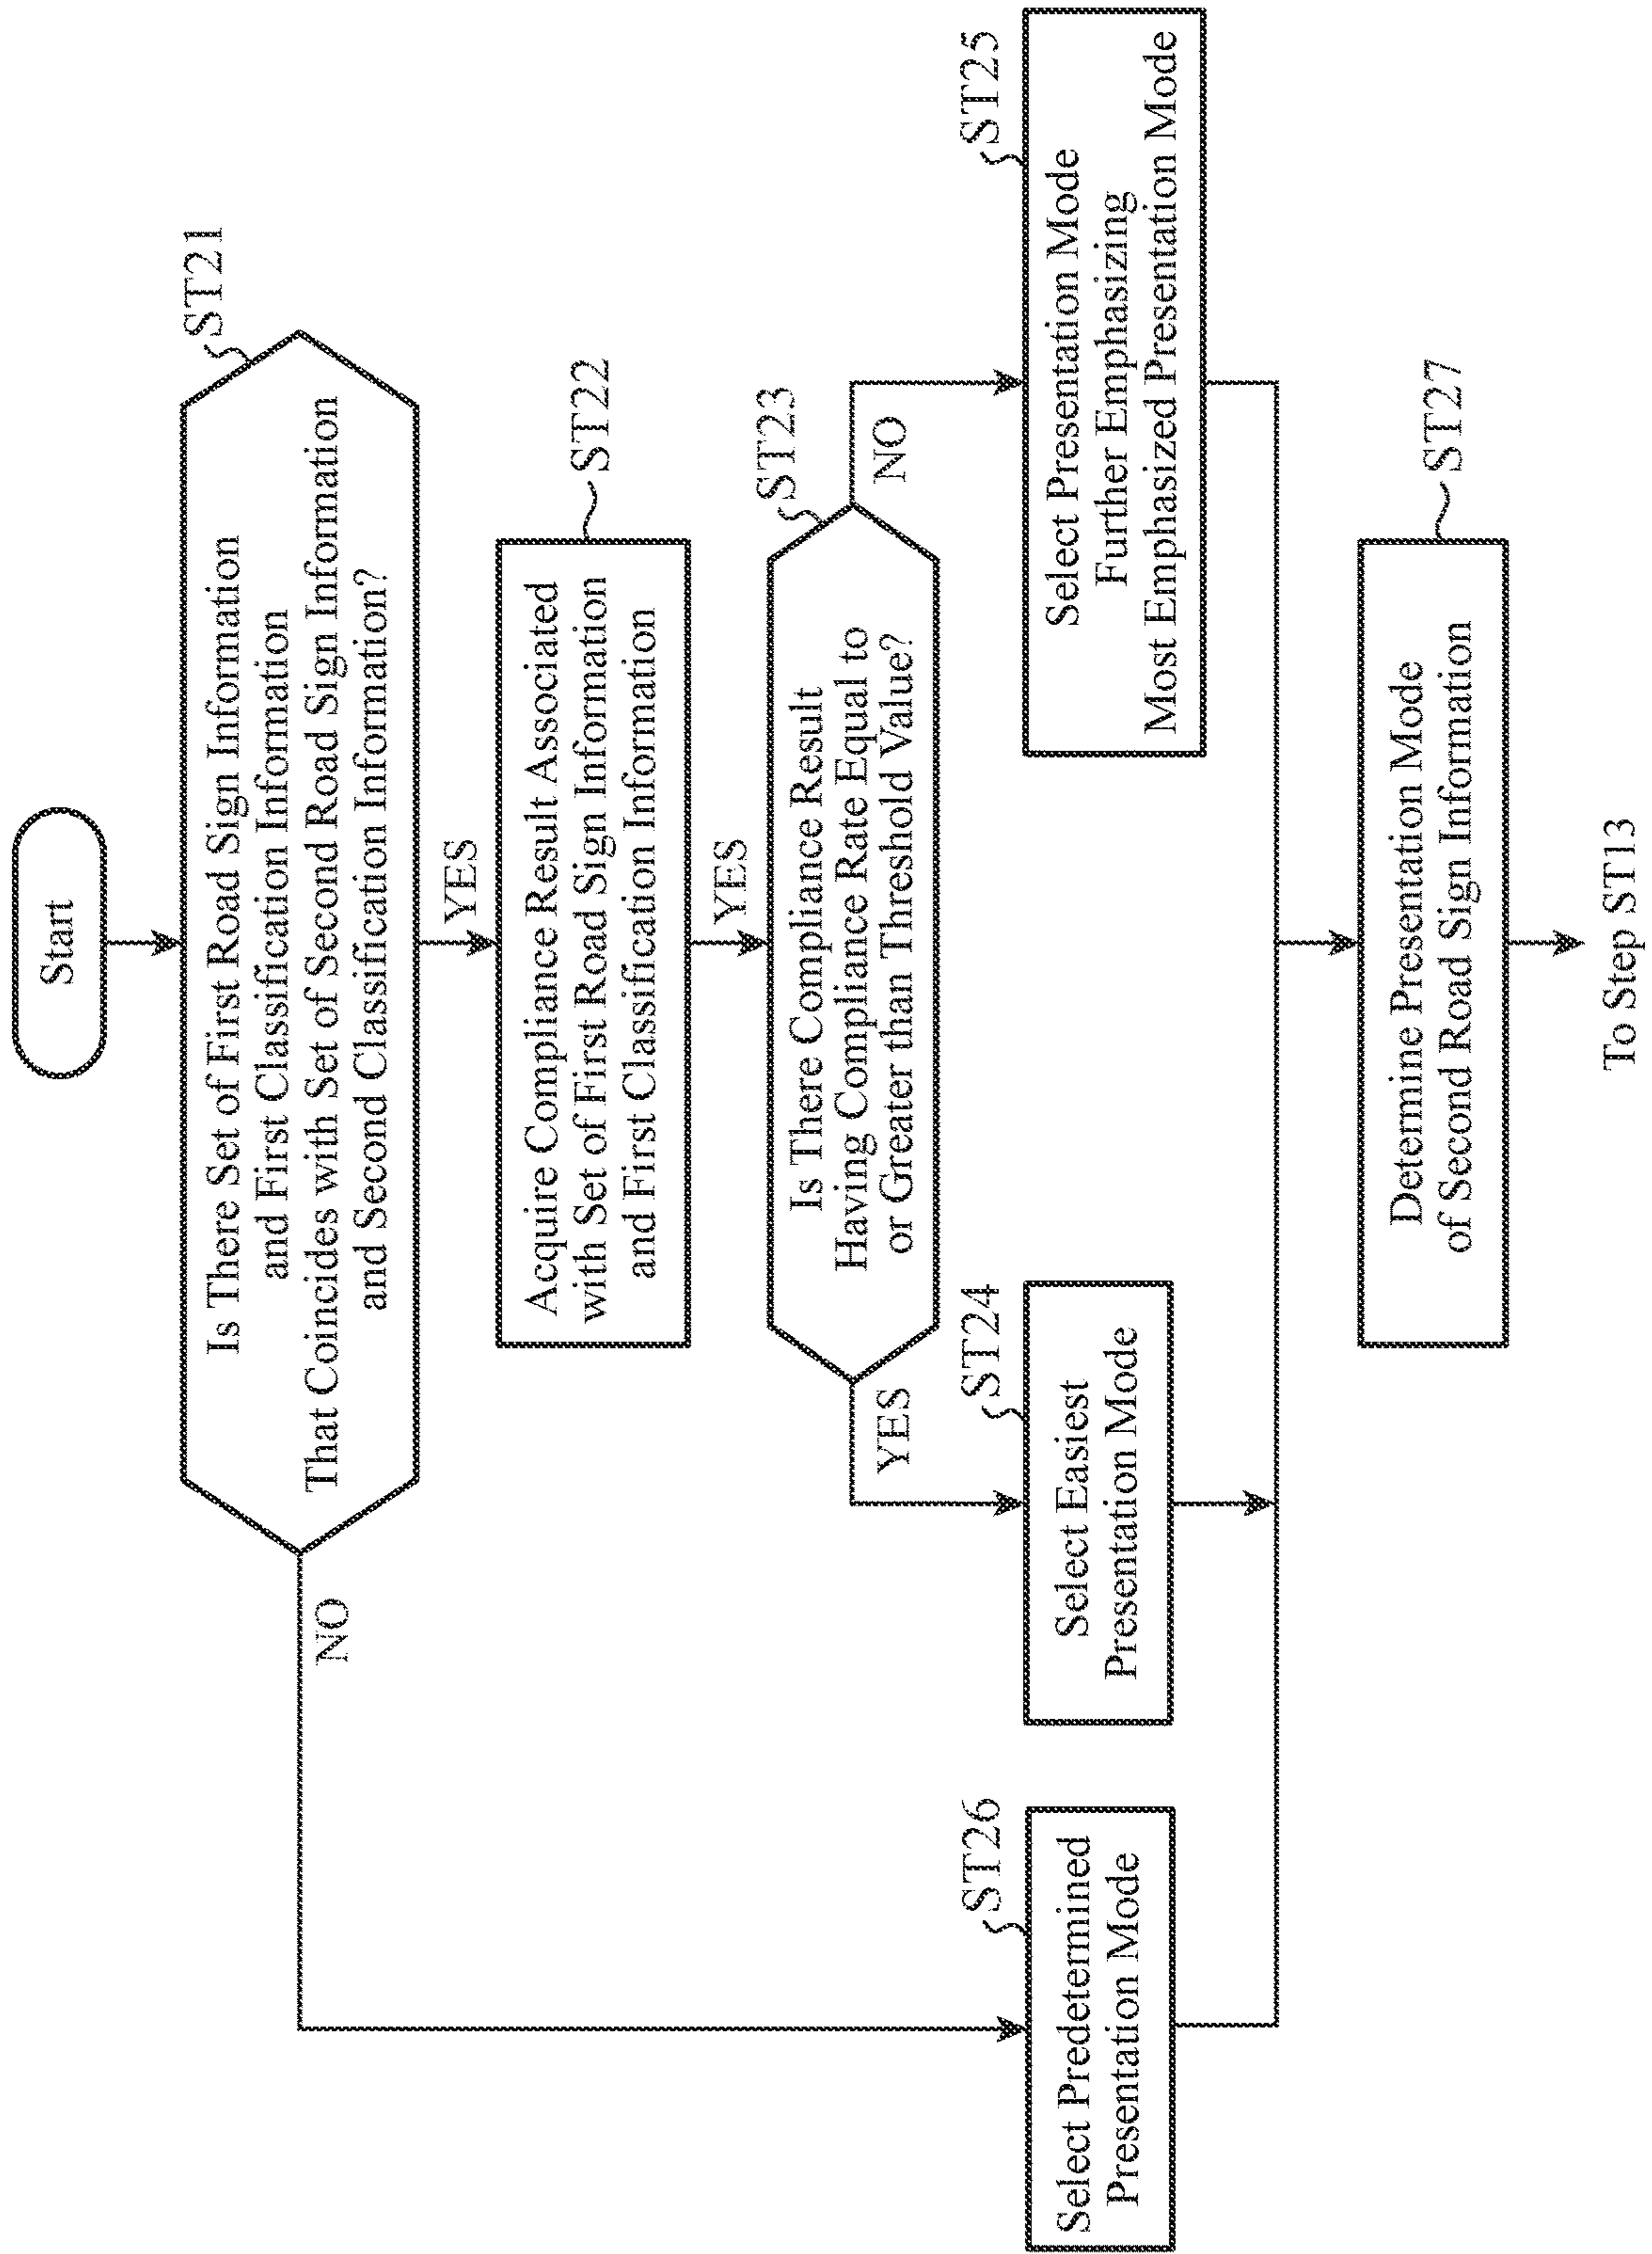 Start
ST21
Is There Set of First Road Sign Information
and First Classification Information
That Coincides with Set of Second Road Sign Information
and Second Classification Information?
NO
YES
ST22
Acquire Compliance Result Associated
with Set of First Road Sign Information
and First Classification Information
YES
ST23
Is There Compliance Result
Having Compliance Rate Equal to
or Greater than Threshold Value?
YES
NO
ST26
Select Predetermined
Presentation Mode
ST24
Select Easiest
Presentation Mode
ST25
Select Presentation Mode
Further Emphasizing
Most Emphasized Presentation Mode
ST27
Determine Presentation Mode
of Second Road Sign Information
To Step ST13